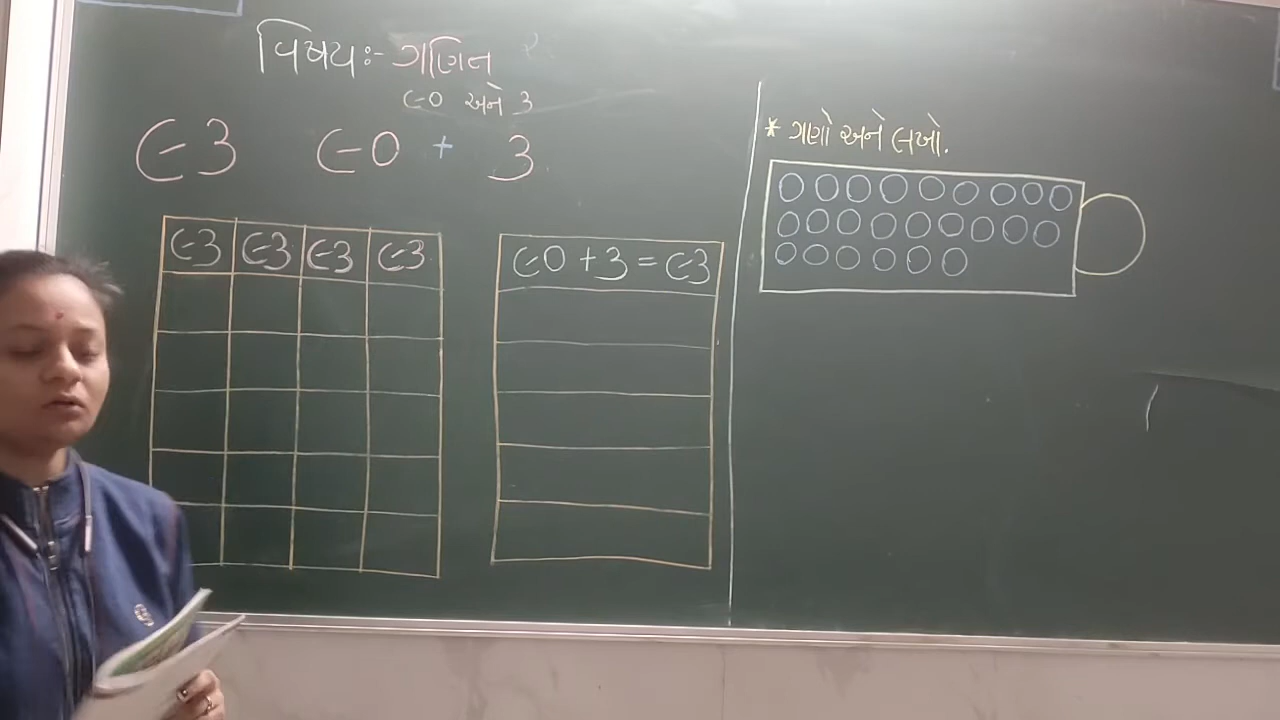 વિષયઃ- ગણિત
૯૦ અને ૩
૯૩ ૯૦ + ૩
૯૩ ૯૩ ૯૩ ૯૩
૯૦ + ૩ = ૯૩
* ગણો અને લખો.